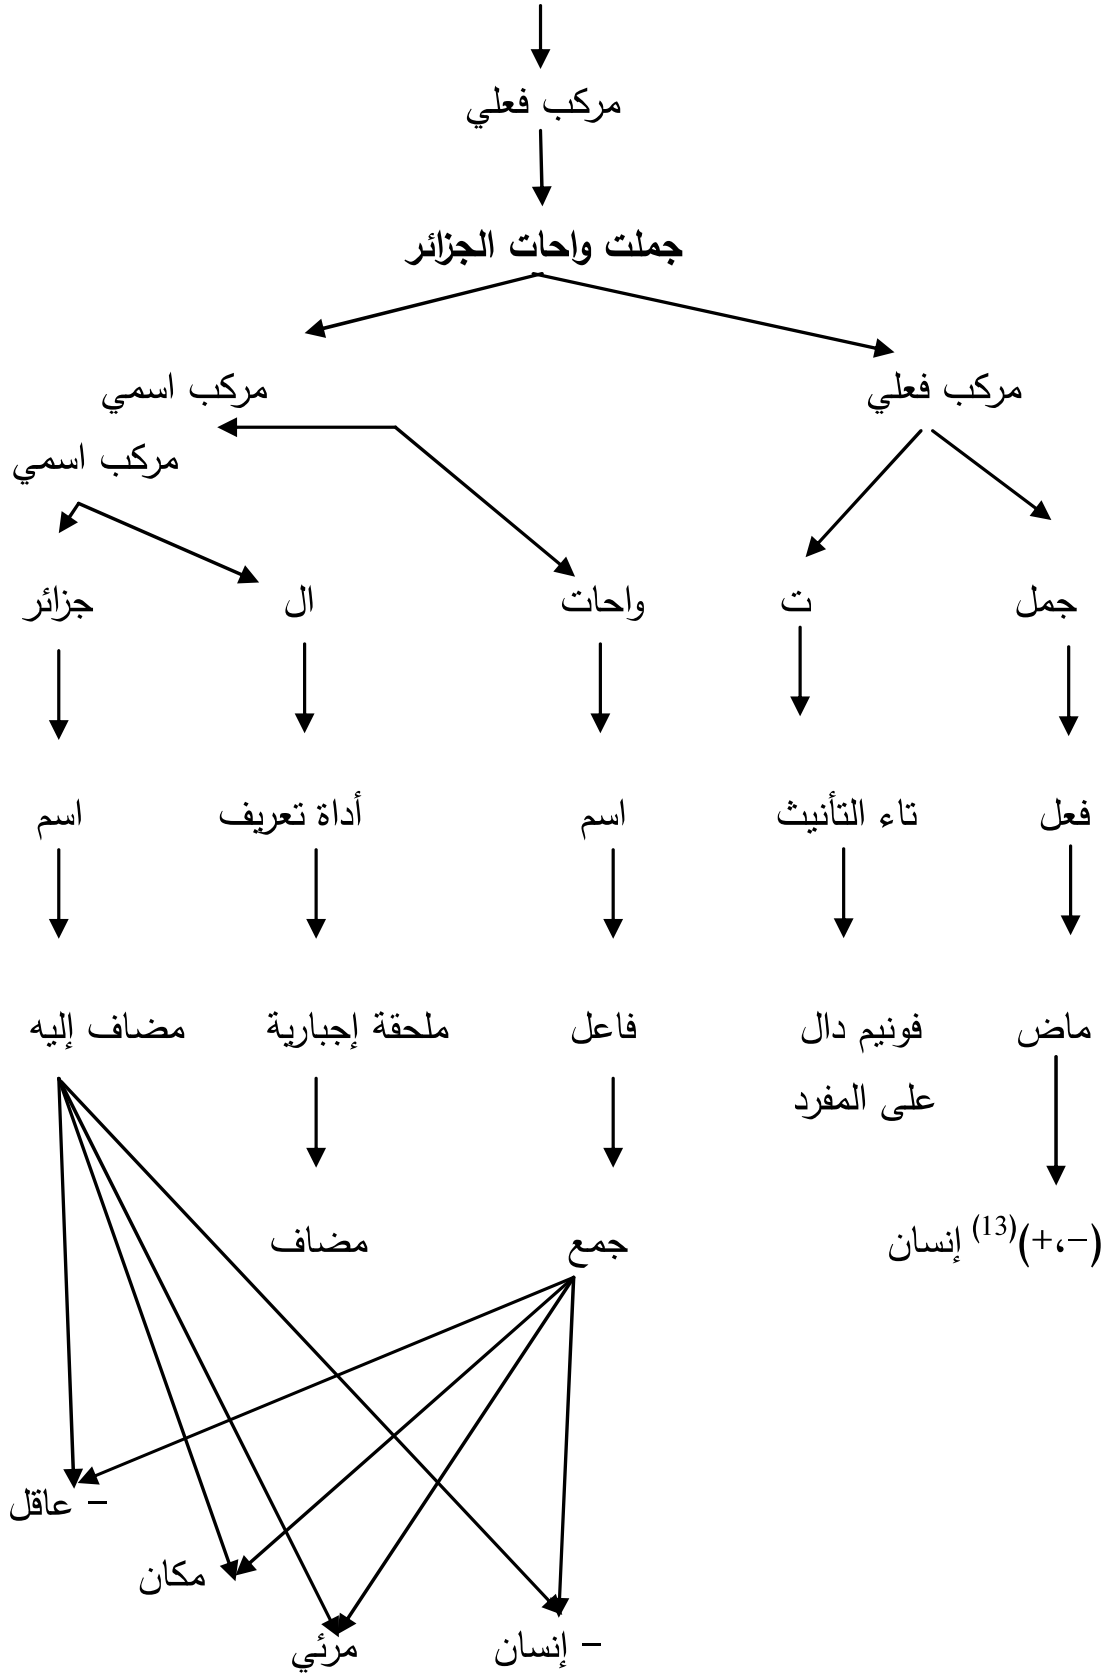 مركب فعلي
جملت واحات الجزائر
مركب فعلي مركب اسمي
مركب اسمي
جمل ت واحات ال جزائر
فعل تاء التأنيث اسم أداة تعريف اسم
ماض فونيم دال فاعل ملحقة إجبارية مضاف إليه
على المفرد
(−،+)(13) إنسان جمع مضاف
− عاقل
مكان
− إنسان مرئي